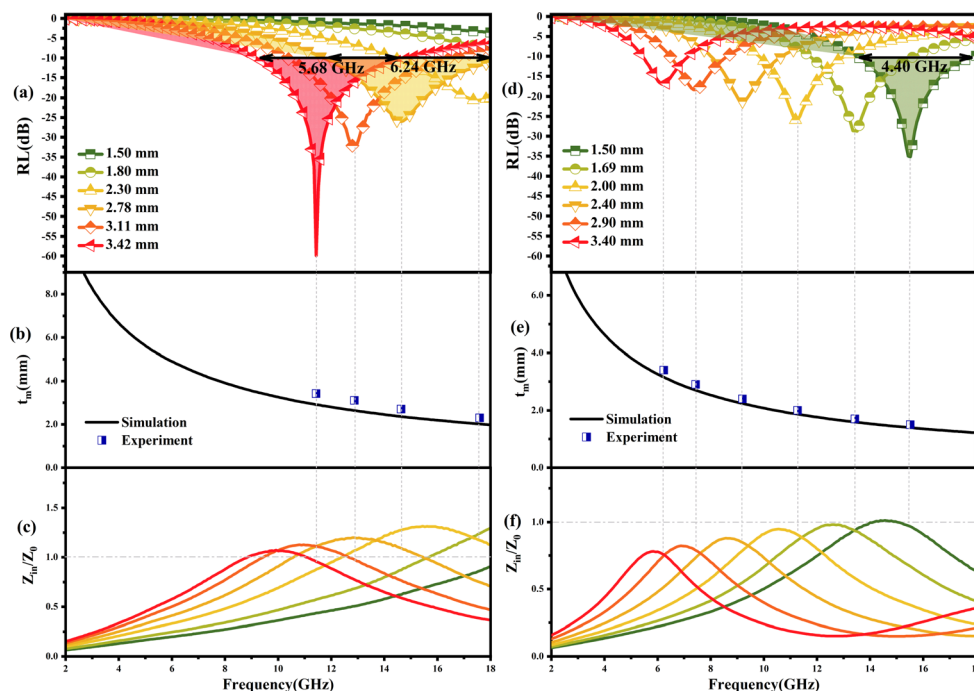 (a)
RL(dB)
0
-5
-10
-15
-20
-25
-30
-35
-40
-45
-50
-55
-60
5.68 GHz
6.24 GHz
1.50 mm
1.80 mm
2.30 mm
2.78 mm
3.11 mm
3.42 mm
(d)
RL(dB)
0
-5
-10
-15
-20
-25
-30
-35
-40
-45
-50
-55
-60
4.40 GHz
1.50 mm
1.69 mm
2.00 mm
2.40 mm
2.90 mm
3.40 mm
(b)
tm(mm)
8.0
6.0
4.0
2.0
0.0
Simulation
Experiment
(e)
tm(mm)
6.0
4.0
2.0
0.0
Simulation
Experiment
(c)
Zin/Z0
1.5
1.0
0.5
0.0
2 4 6 8 10 12 14 16 18
Frequency(GHz)
(f)
Zin/Z0
1.0
0.5
0.0
2 4 6 8 10 12 14 16 18
Frequency(GHz)